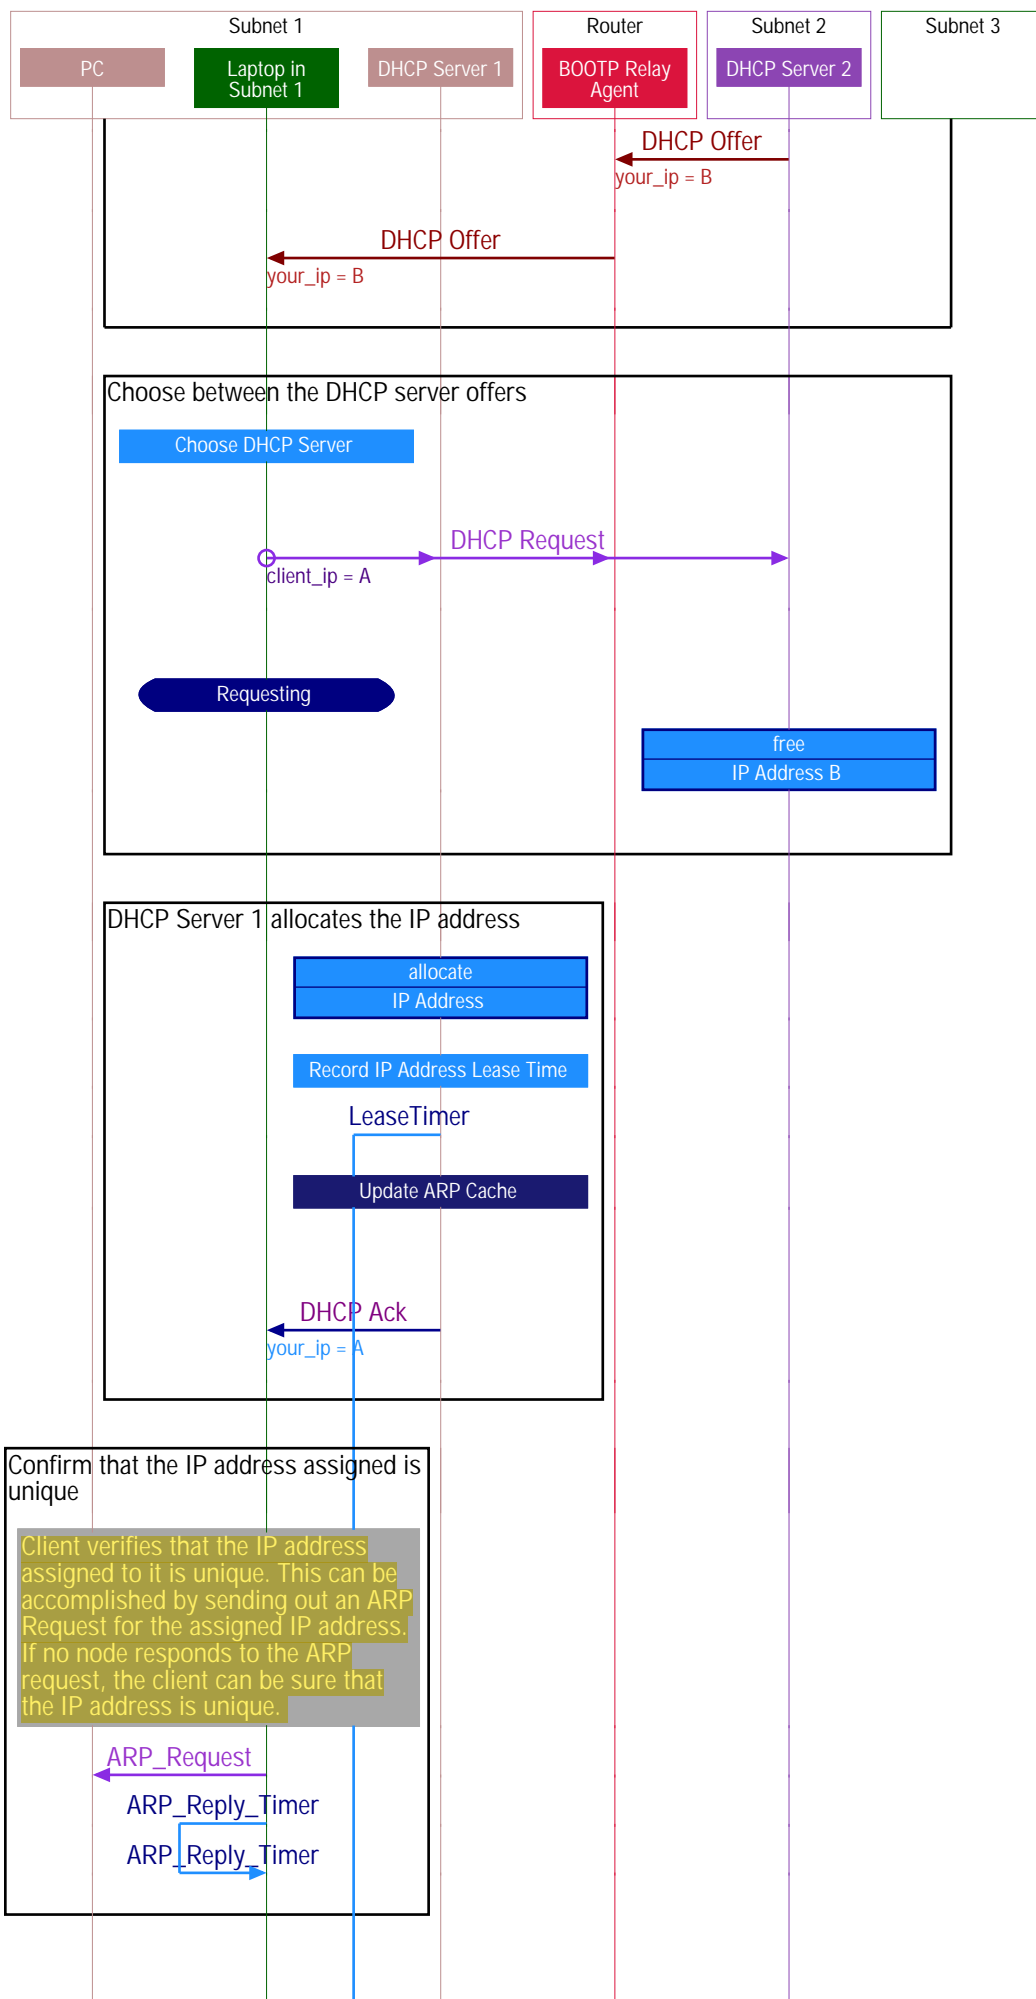 Subnet 1
Router
Subnet 2
Subnet 3
PC
Laptop in
Subnet 1
DHCP Server 1
BOOTP Relay
Agent
DHCP Server 2
DHCP Offer
your_ip = B
DHCP Offer
your_ip = B
Choose between the DHCP server offers
Choose DHCP Server
DHCP Request
client_ip = A
Requesting
free
IP Address B
DHCP Server 1 allocates the IP address
allocate
IP Address
Record IP Address Lease Time
LeaseTimer
Update ARP Cache
DHCP Ack
your_ip = A
Confirm that the IP address assigned is
unique
Client verifies that the IP address
assigned to it is unique. This can be
accomplished by sending out an ARP
Request for the assigned IP address.
If no node responds to the ARP
request, the client can be sure that
the IP address is unique.
ARP_Request
ARP_Reply_Timer
ARP_Reply_Timer